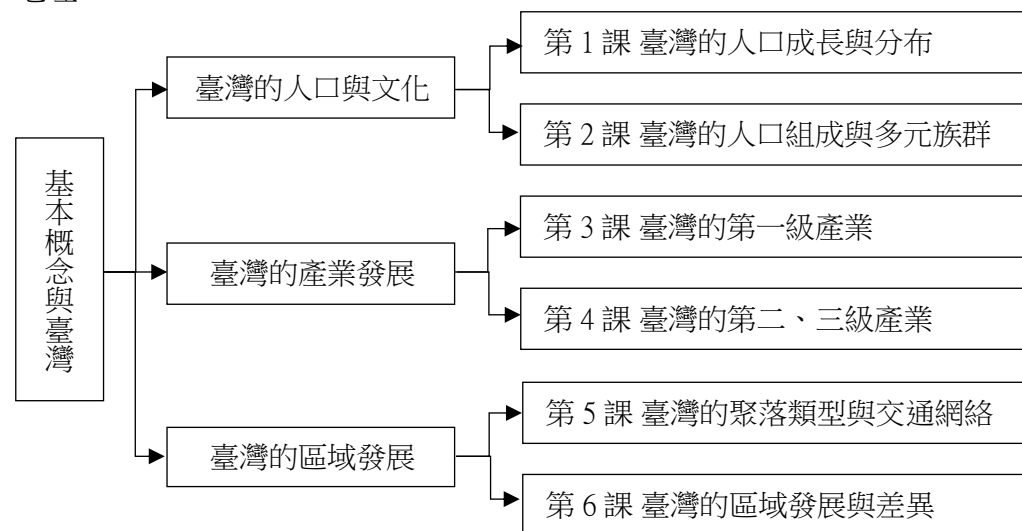 第 1 課 臺灣的人口成長與分布
臺灣的人口與文化
第 2 課 臺灣的人口組成與多元族群
基本概念與臺灣
第 3 課 臺灣的第一級產業
臺灣的產業發展
第 4 課 臺灣的第二、三級產業
第 5 課 臺灣的聚落類型與交通網絡
臺灣的區域發展
第 6 課 臺灣的區域發展與差異